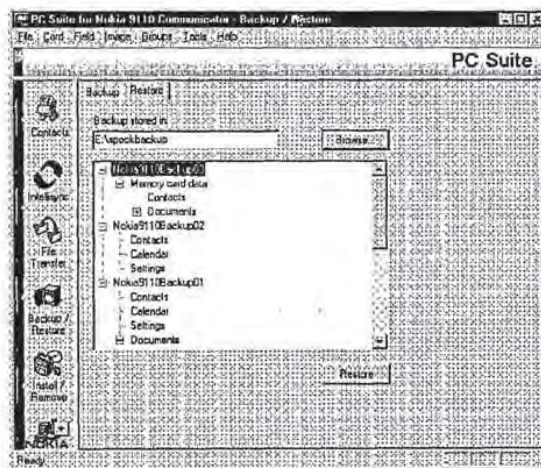 PC Suite for Nokia 9110 Communicator - Backup / Restore
File Card Field Image Groups Tools Help
PC Suite
Contacts
Intellisync
File
Transfer
Backup /
Restore
Install /
Remove
NOKIA
Backup Restore
Backup stored in
E:\spockbackup
Browse...
Memory card data
Contacts
Documents
Nokia9110Backup02
Contacts
Calendar
Settings
Nokia9110Backup01
Contacts
Calendar
Settings
Documents
Restore
Ready